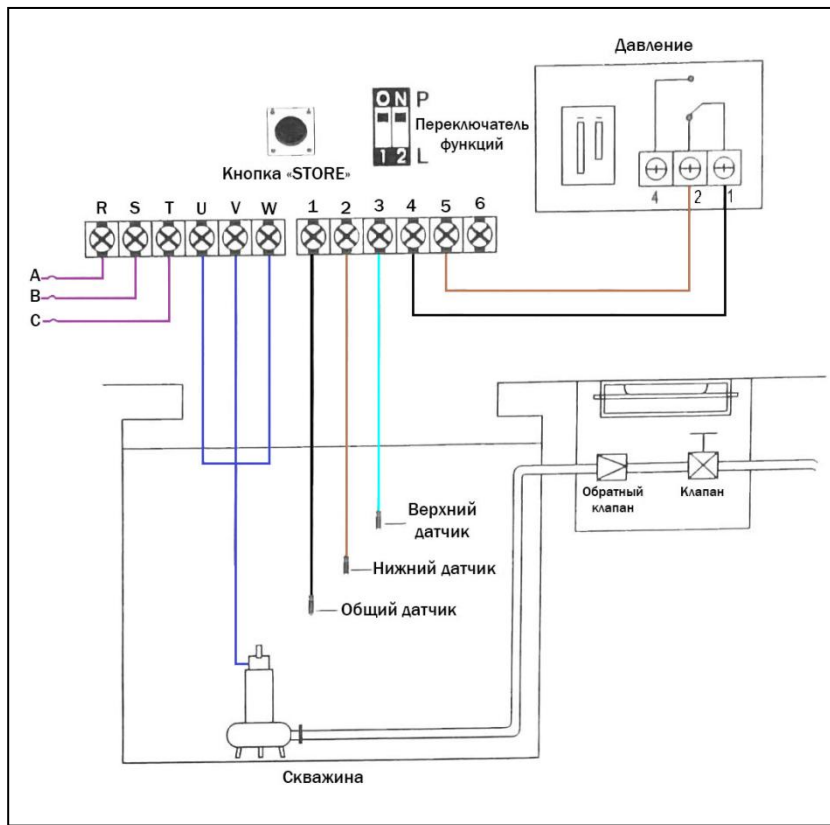 Давление
ON P
Переключатель
функций
1 2 L
Кнопка «STORE»
4 2 1
R S T U V W 1 2 3 4 5 6
A
B
C
Обратный
клапан
Клапан
Верхний
датчик
Нижний датчик
Общий датчик
Скважина